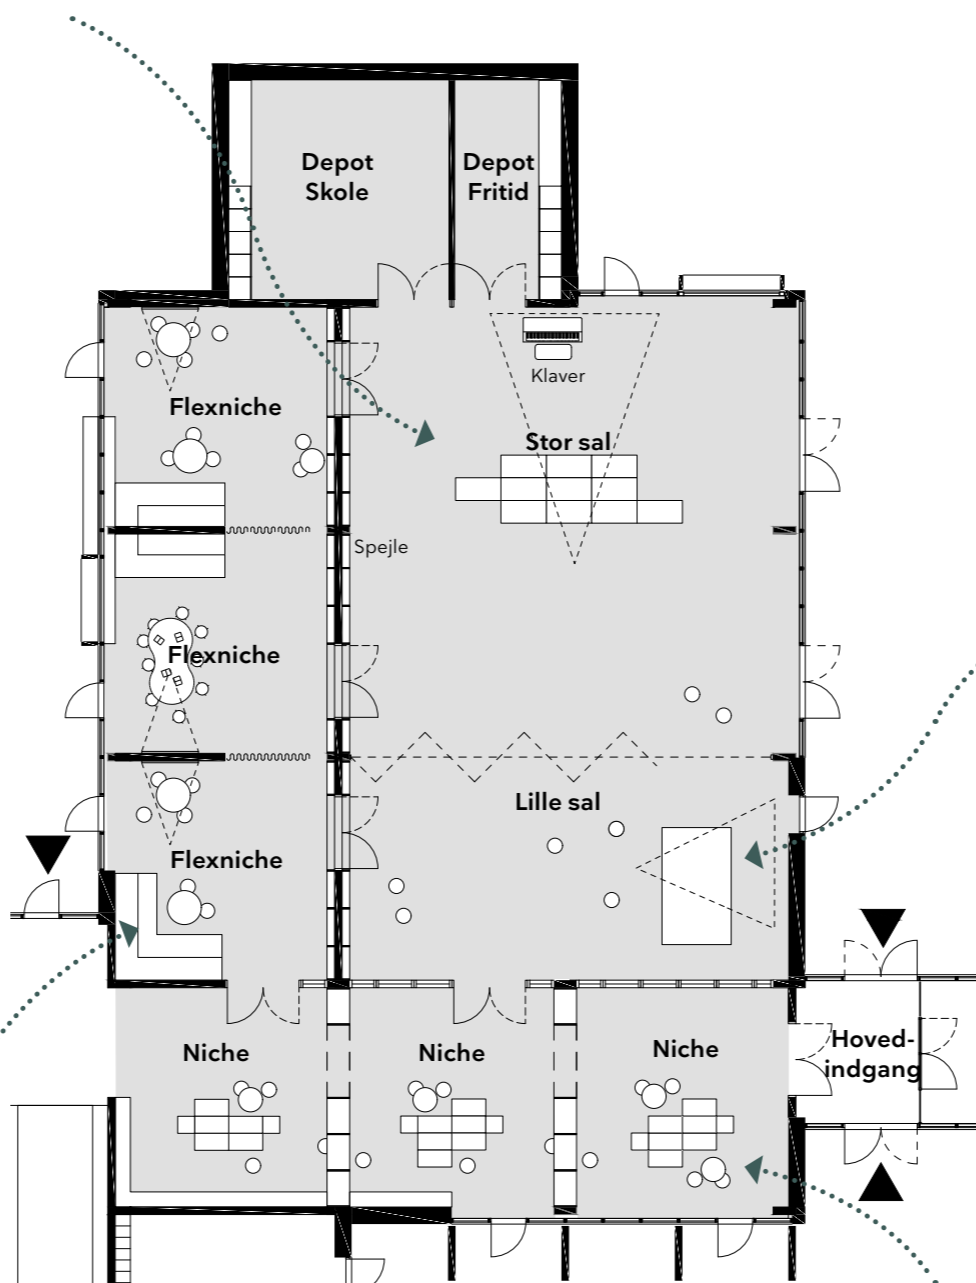 Depot
Skole
Depot
Fritid
Klaver
Flexniche
Stor sal
Spejle
Flexniche
Lille sal
Flexniche
Niche
Niche
Niche
Hoved-
indgang